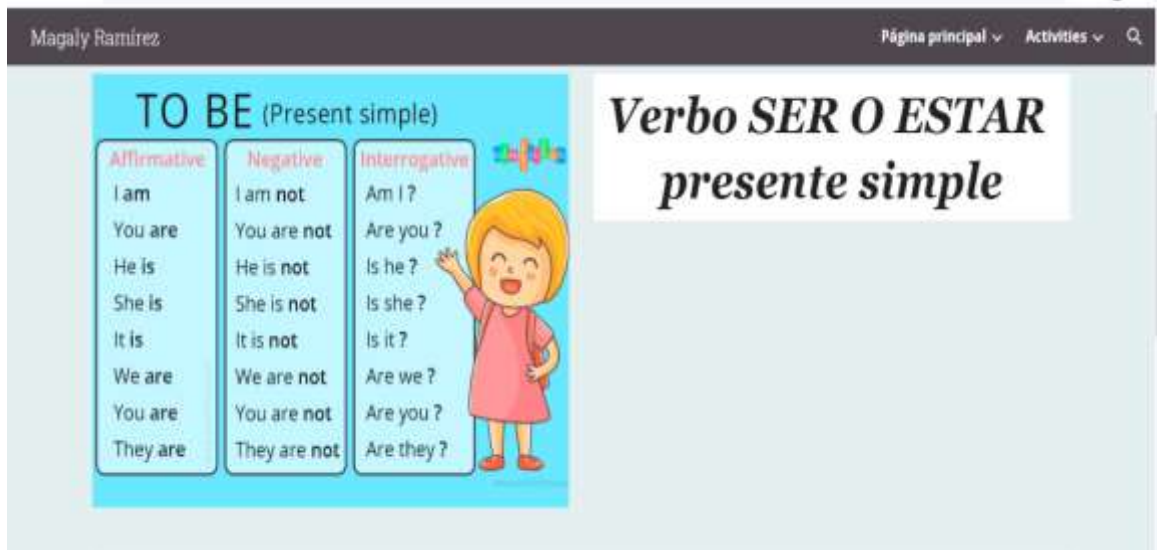 Magaly Ramírez
Página principal
Activities
TO BE (Present simple)
Affirmative
I am
You are
He is
She is
It is
We are
You are
They are
Negative
I am not
You are not
He is not
She is not
It is not
We are not
You are not
They are not
Interrogative
Am I ?
Are you ?
Is he ?
Is she ?
Is it ?
Are we ?
Are you ?
Are they ?
Verbo SER O ESTAR
presente simple